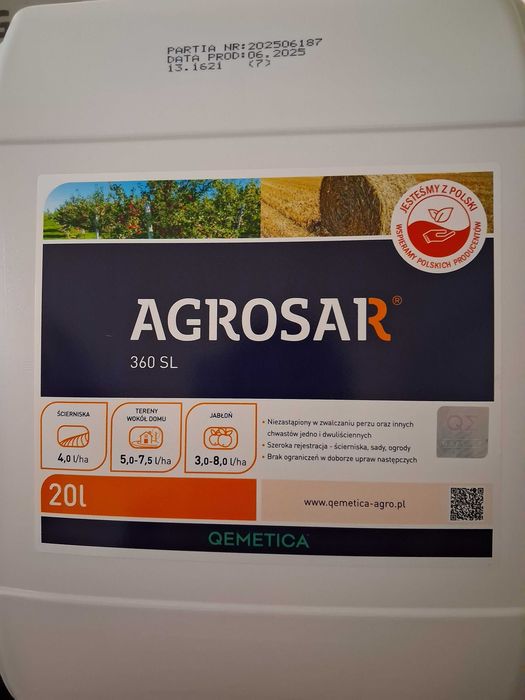 PARTIA NR:202506187
DATA PROD:06.2025
13.1621 (7)
JESTEŚMY Z POLSKI
WSPIERAMY POLSKICH PRODUCENTÓW
AGROSAR®
360 SL
ŚCIERNISKA
4,0 l/ha
TERENY
WOKÓŁ DOMU
5,0-7,5 l/ha
JABŁOŃ
3,0-8,0 l/ha
• Niezastąpiony w zwalczaniu perzu oraz innych
chwastów jedno i dwuliściennych
• Szeroka rejestracja - ścierniska, sady, ogrody
• Brak ograniczeń w doborze upraw następczych
20l
www.qemetica-agro.pl
QEMETICA